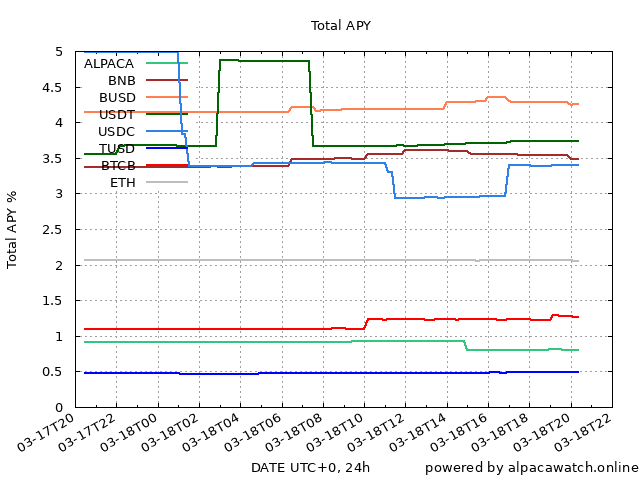 Total APY
Total APY %
5
4.5
4
3.5
3
2.5
2
1.5
1
0.5
0
ALPACA
BNB
BUSD
USDT
USDC
TUSD
BTCB
ETH
03-17T20
03-17T22
03-18T00
03-18T02
03-18T04
03-18T06
03-18T08
03-18T10
03-18T12
03-18T14
03-18T16
03-18T18
03-18T20
03-18T22
DATE UTC+0, 24h
powered by alpacawatch.online